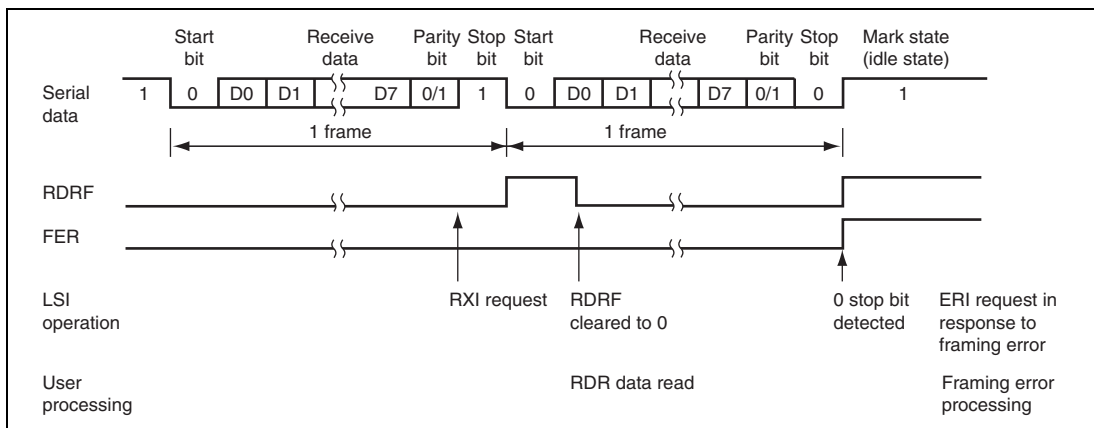 Start bit Receive data Parity bit Stop bit Start bit Receive data Parity bit Stop bit Mark state (idle state)
Serial data 1 0 D0 D1 D7 0/1 1 0 D0 D1 D7 0/1 0 1
1 frame 1 frame
RDRF
FER
LSI operation RXI request RDRF cleared to 0 0 stop bit detected ERI request in response to framing error
User processing RDR data read Framing error processing